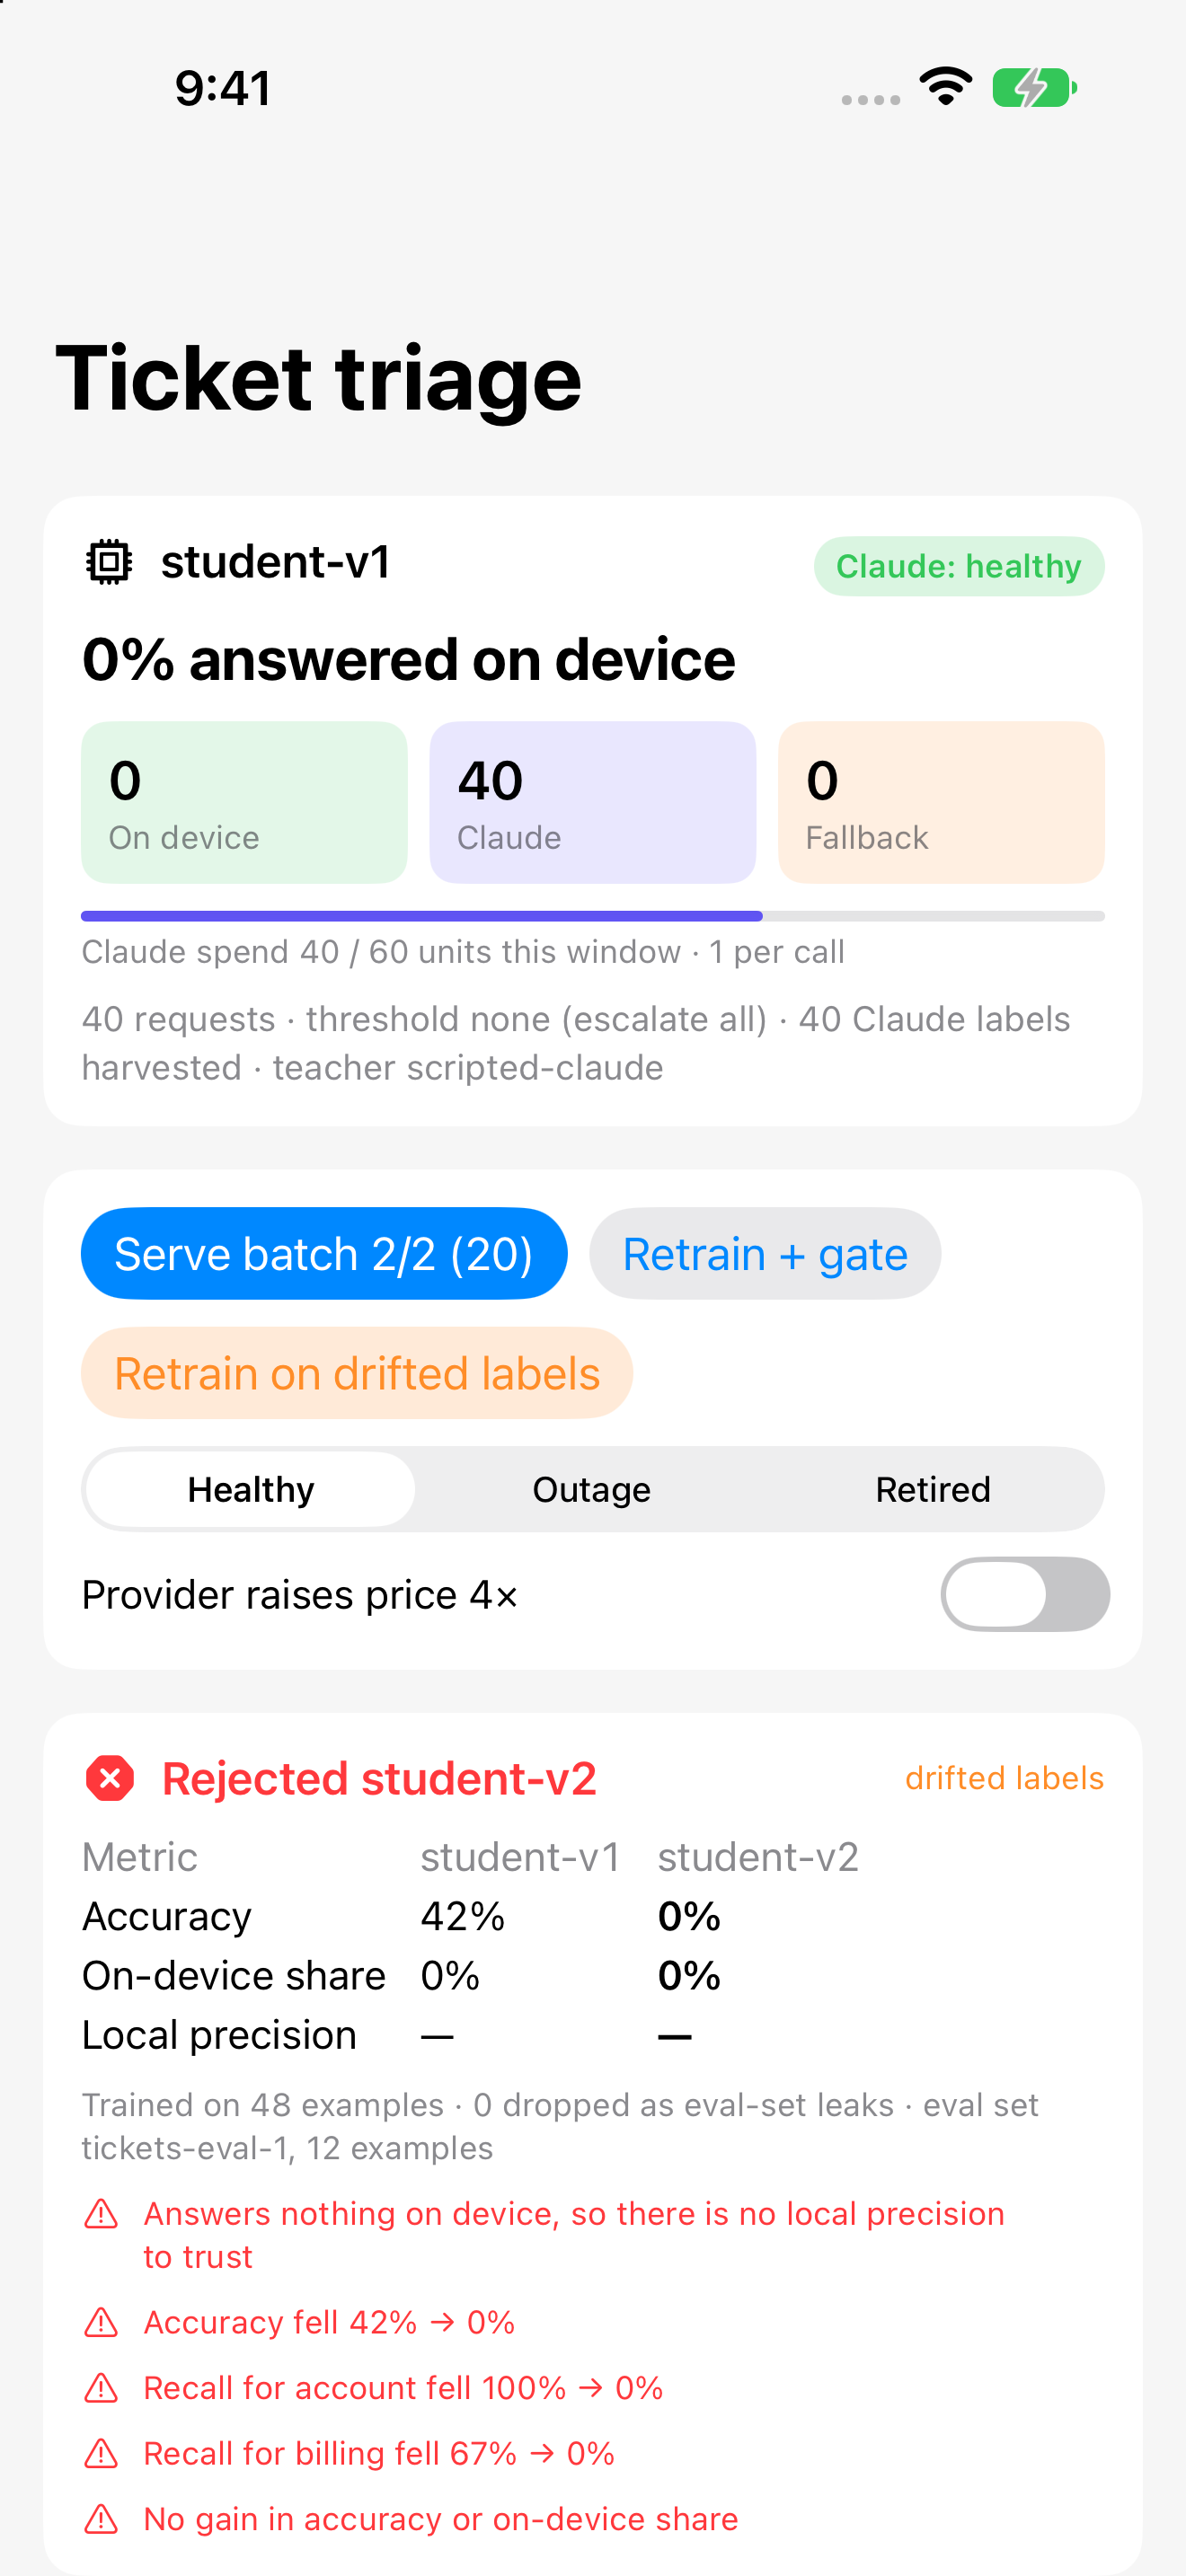 9:41
Ticket triage
student-v1
Claude: healthy
0% answered on device
0
On device
40
Claude
0
Fallback
Claude spend 40 / 60 units this window · 1 per call
40 requests · threshold none (escalate all) · 40 Claude labels
harvested · teacher scripted-claude
Serve batch 2/2 (20)
Retrain + gate
Retrain on drifted labels
Healthy
Outage
Retired
Provider raises price 4×
Rejected student-v2
drifted labels
Metric student-v1 student-v2
Accuracy 42% 0%
On-device share 0% 0%
Local precision — —
Trained on 48 examples · 0 dropped as eval-set leaks · eval set
tickets-eval-1, 12 examples
Answers nothing on device, so there is no local precision
to trust
Accuracy fell 42% → 0%
Recall for account fell 100% → 0%
Recall for billing fell 67% → 0%
No gain in accuracy or on-device share